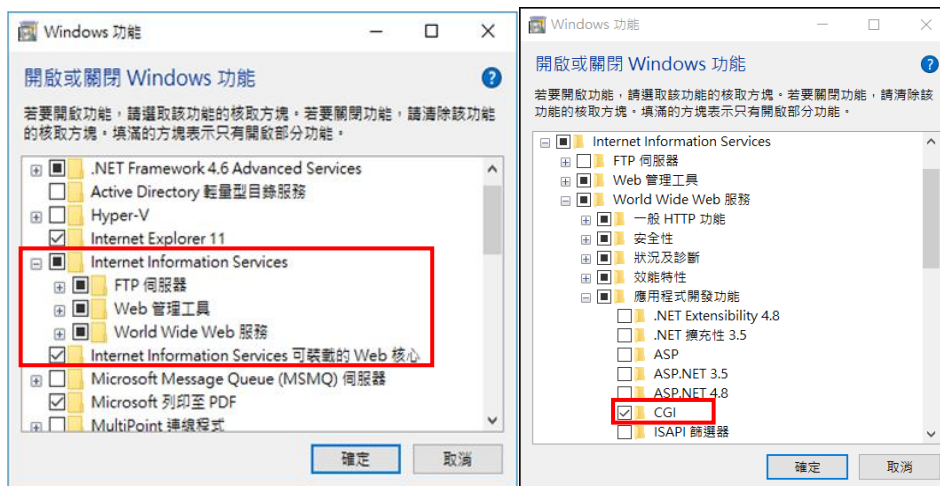 Windows 功能
開啟或關閉 Windows 功能
若要開啟功能，請選取該功能的核取方塊。若要關閉功能，請清除該功能
的核取方塊。填滿的方塊表示只有開啟部分功能。
.NET Framework 4.6 Advanced Services
Active Directory 輕量型目錄服務
Hyper-V
Internet Explorer 11
Internet Information Services
FTP 伺服器
Web 管理工具
World Wide Web 服務
Internet Information Services 可裝載的 Web 核心
Microsoft Message Queue (MSMQ) 伺服器
Microsoft 列印至 PDF
MultiPoint 連線程式
確定
取消
Windows 功能
開啟或關閉 Windows 功能
若要開啟功能，請選取該功能的核取方塊。若要關閉功能，請清除該
功能的核取方塊。填滿的方塊表示只有開啟部分功能。
Internet Information Services
FTP 伺服器
Web 管理工具
World Wide Web 服務
一般 HTTP 功能
安全性
狀況及診斷
效能特性
應用程式開發功能
.NET Extensibility 4.8
.NET 擴充性 3.5
ASP
ASP.NET 3.5
ASP.NET 4.8
CGI
ISAPI 篩選器
確定
取消